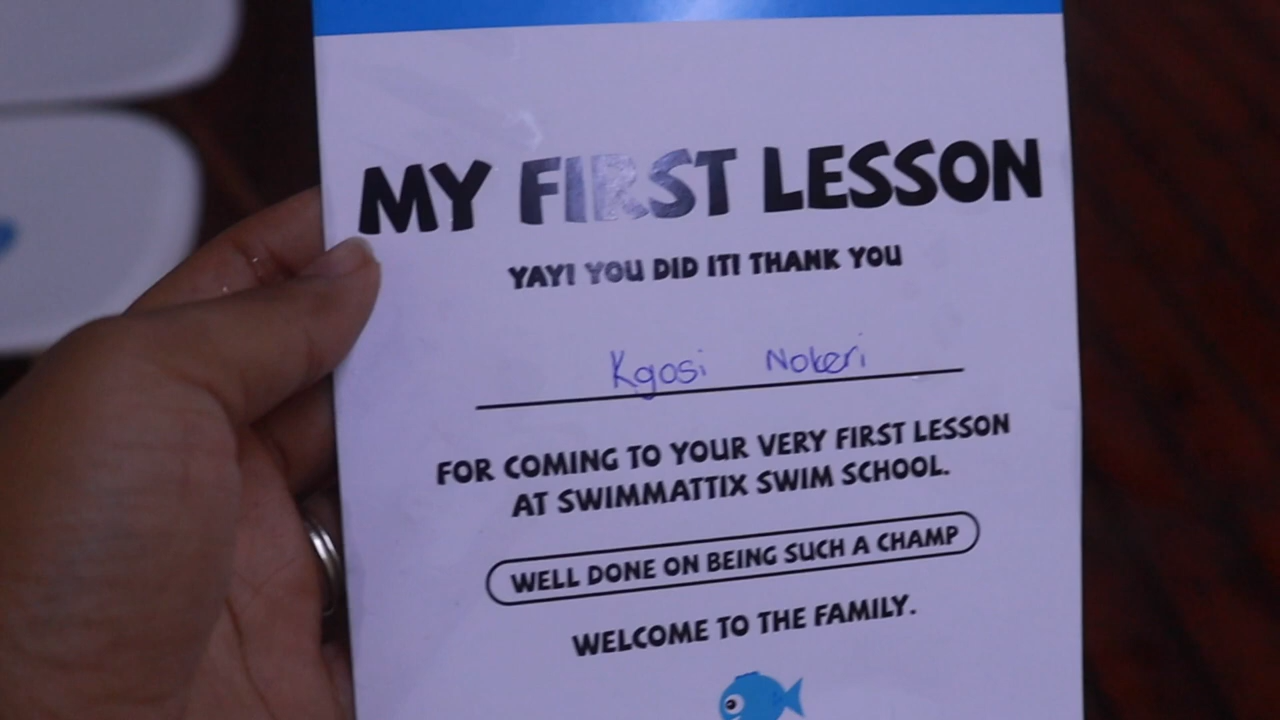 MY FIRST LESSON
YAY! YOU DID IT! THANK YOU
Kgosi Nokeri
FOR COMING TO YOUR VERY FIRST LESSON
AT SWIMMATTIX SWIM SCHOOL.
WELL DONE ON BEING SUCH A CHAMP
WELCOME TO THE FAMILY.